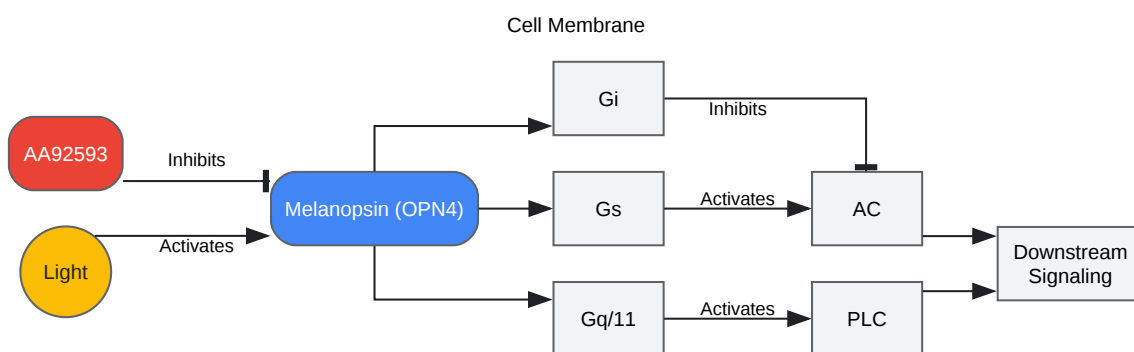 Cell Membrane
Gi
Inhibits
AA92593
Inhibits
Melanopsin (OPN4)
Gs
Activates
AC
Light
Activates
Downstream
Signaling
Gq/11
Activates
PLC